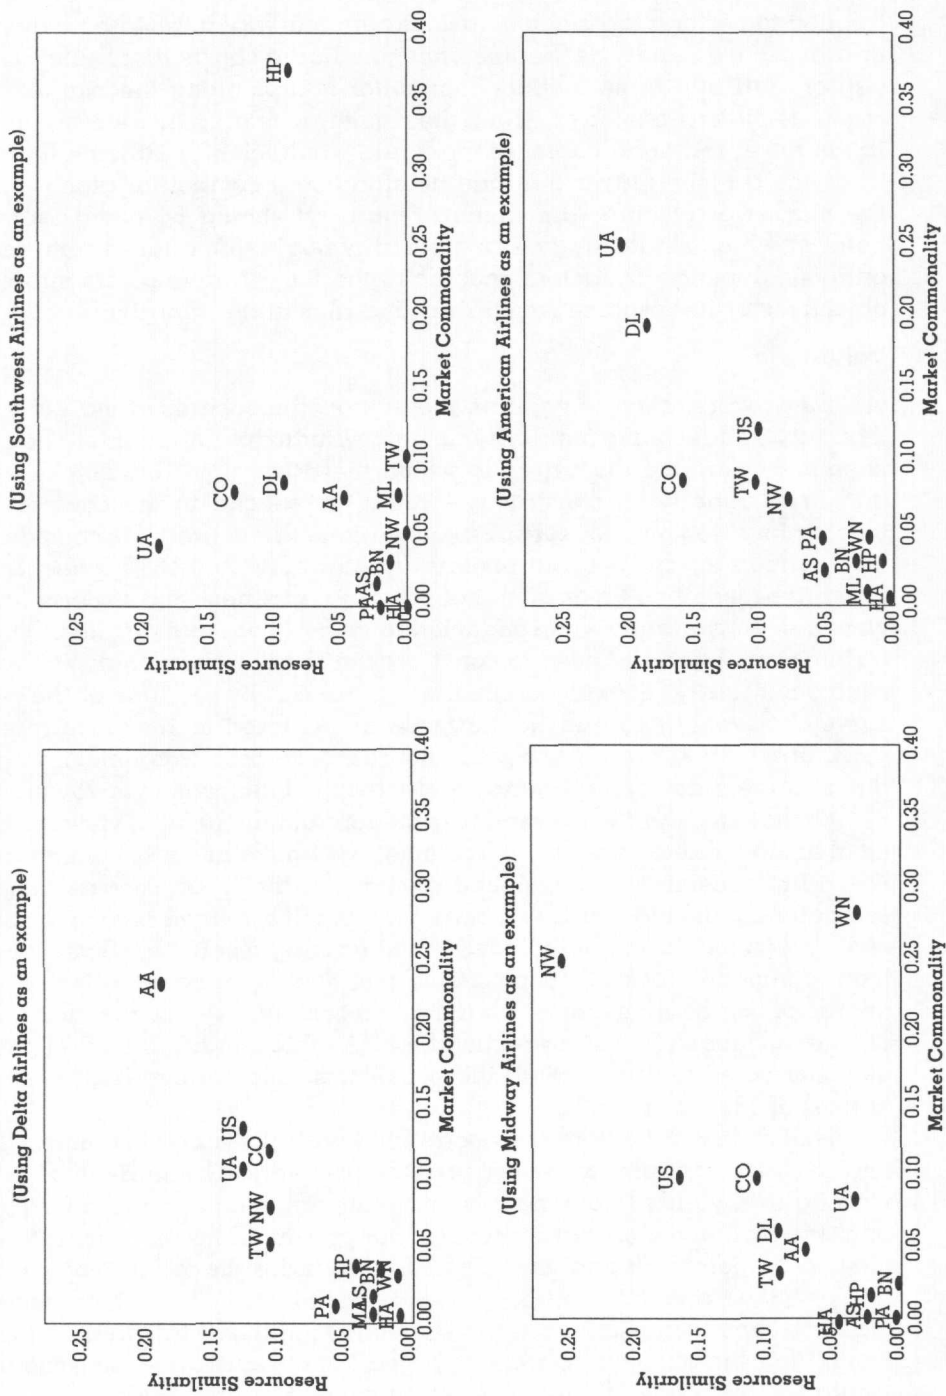 (Using Delta Airlines as an example)
Resource Similarity
0.25
0.20
0.15
0.10
0.05
0.00
AA
UA US
CO
TW NW
PA
HP
ML
AS
BN
WN
HA
0.00 0.05 0.10 0.15 0.20 0.25 0.30 0.35 0.40
Market Commonality
(Using Southwest Airlines as an example)
Resource Similarity
0.25
0.20
0.15
0.10
0.05
0.00
UA
CO
DL
HP
AA
PA
AS
BN
NW
ML
TW
HA
0.00 0.05 0.10 0.15 0.20 0.25 0.30 0.35 0.40
Market Commonality
(Using Midway Airlines as an example)
Resource Similarity
0.25
0.20
0.15
0.10
0.05
0.00
NW
US
CO
TW
DL
AA
UA
WN
HA
AS
HP
PA
BN
0.00 0.05 0.10 0.15 0.20 0.25 0.30 0.35 0.40
Market Commonality
(Using American Airlines as an example)
Resource Similarity
0.25
0.20
0.15
0.10
0.05
0.00
UA
DL
CO
US
TW
NW
AS
PA
BN
WN
ML
HP
HA
0.00 0.05 0.10 0.15 0.20 0.25 0.30 0.35 0.40
Market Commonality